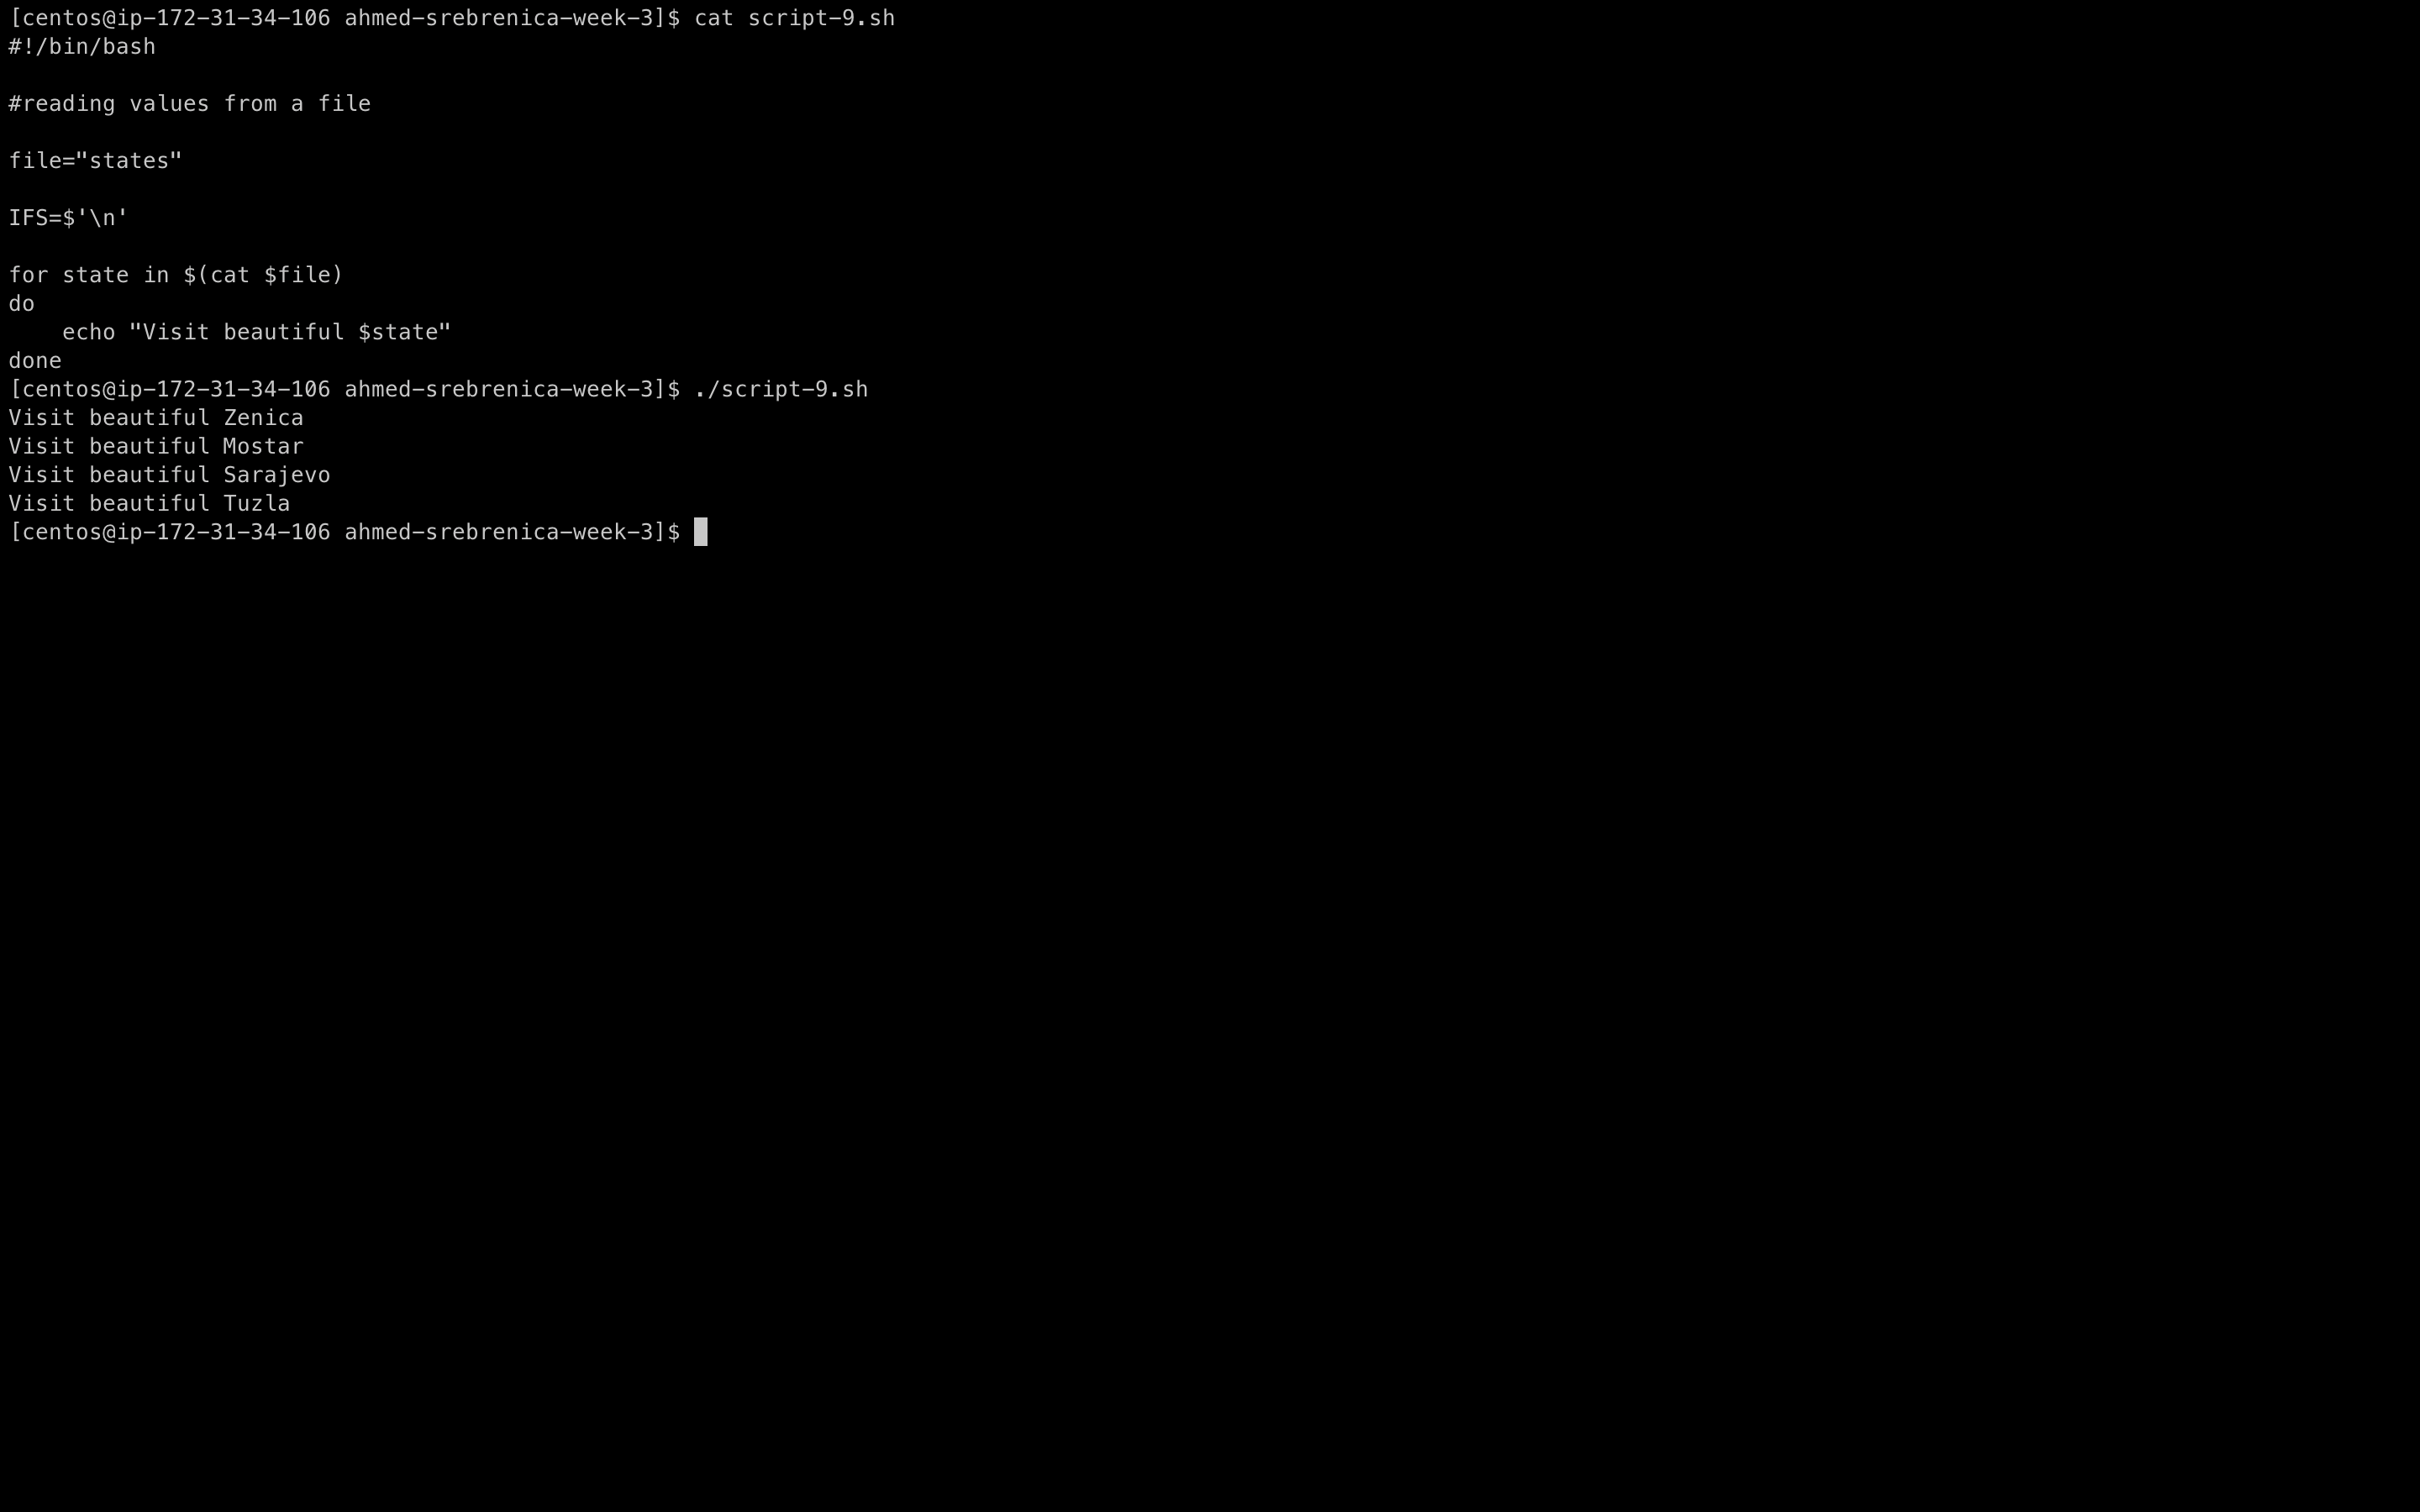 [centos@ip-172-31-34-106 ahmed-srebrenica-week-3]$ cat script-9.sh
#!/bin/bash

#reading values from a file

file="states"

IFS=$'\n'

for state in $(cat $file)
do
    echo "Visit beautiful $state"
done
[centos@ip-172-31-34-106 ahmed-srebrenica-week-3]$ ./script-9.sh
Visit beautiful Zenica
Visit beautiful Mostar
Visit beautiful Sarajevo
Visit beautiful Tuzla
[centos@ip-172-31-34-106 ahmed-srebrenica-week-3]$